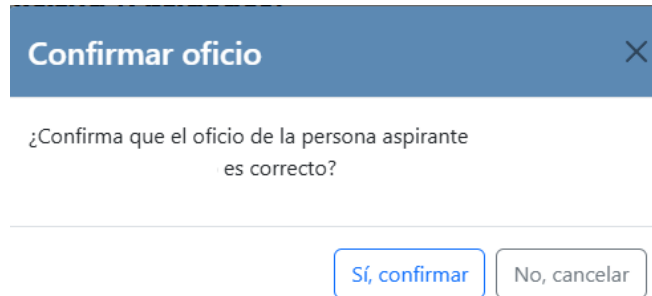 Confirmar oficio
¿Confirma que el oficio de la persona aspirante
es correcto?
Sí, confirmar
No, cancelar